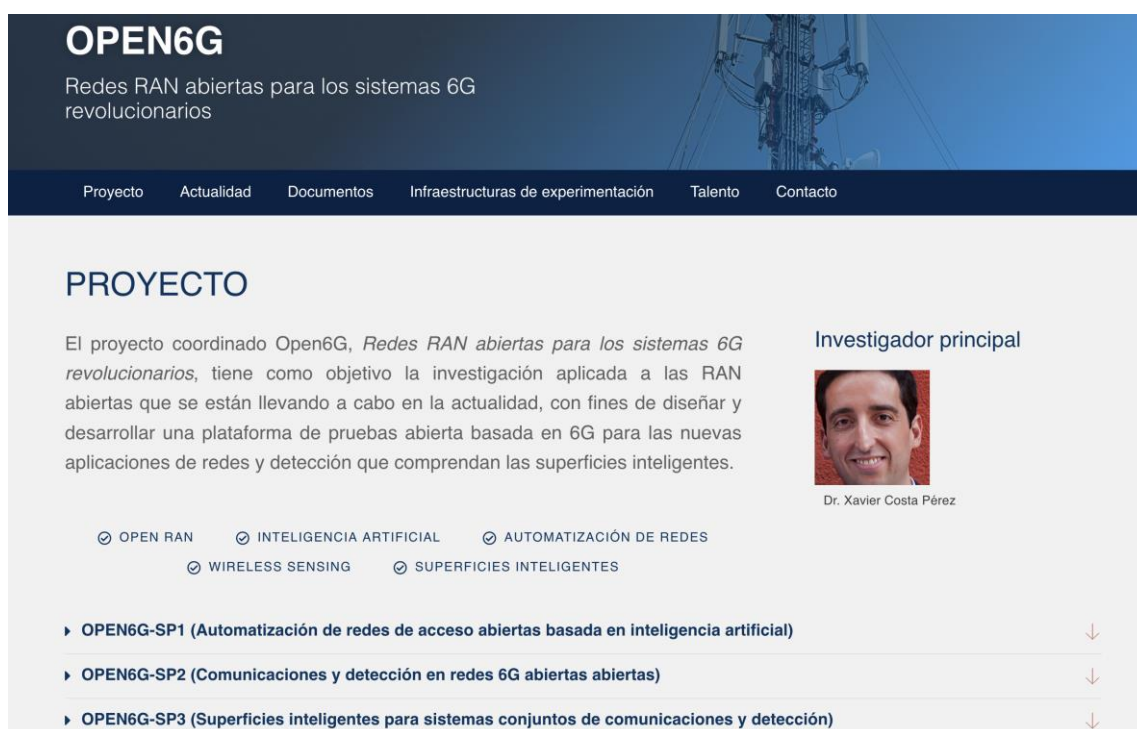 OPEN6G
Redes RAN abiertas para los sistemas 6G
revolucionarios
Proyecto Actualidad Documentos Infraestructuras de experimentación Talento Contacto
PROYECTO
El proyecto coordinado Open6G, Redes RAN abiertas para los sistemas 6G
revolucionarios, tiene como objetivo la investigación aplicada a las RAN
abiertas que se están llevando a cabo en la actualidad, con fines de diseñar y
desarrollar una plataforma de pruebas abierta basada en 6G para las nuevas
aplicaciones de redes y detección que comprendan las superficies inteligentes.
Investigador principal
Dr. Xavier Costa Pérez
OPEN RAN INTELIGENCIA ARTIFICIAL AUTOMATIZACIÓN DE REDES
WIRELESS SENSING SUPERFICIES INTELIGENTES
OPEN6G-SP1 (Automatización de redes de acceso abiertas basada en inteligencia artificial)
OPEN6G-SP2 (Comunicaciones y detección en redes 6G abiertas abiertas)
OPEN6G-SP3 (Superficies inteligentes para sistemas conjuntos de comunicaciones y detección)